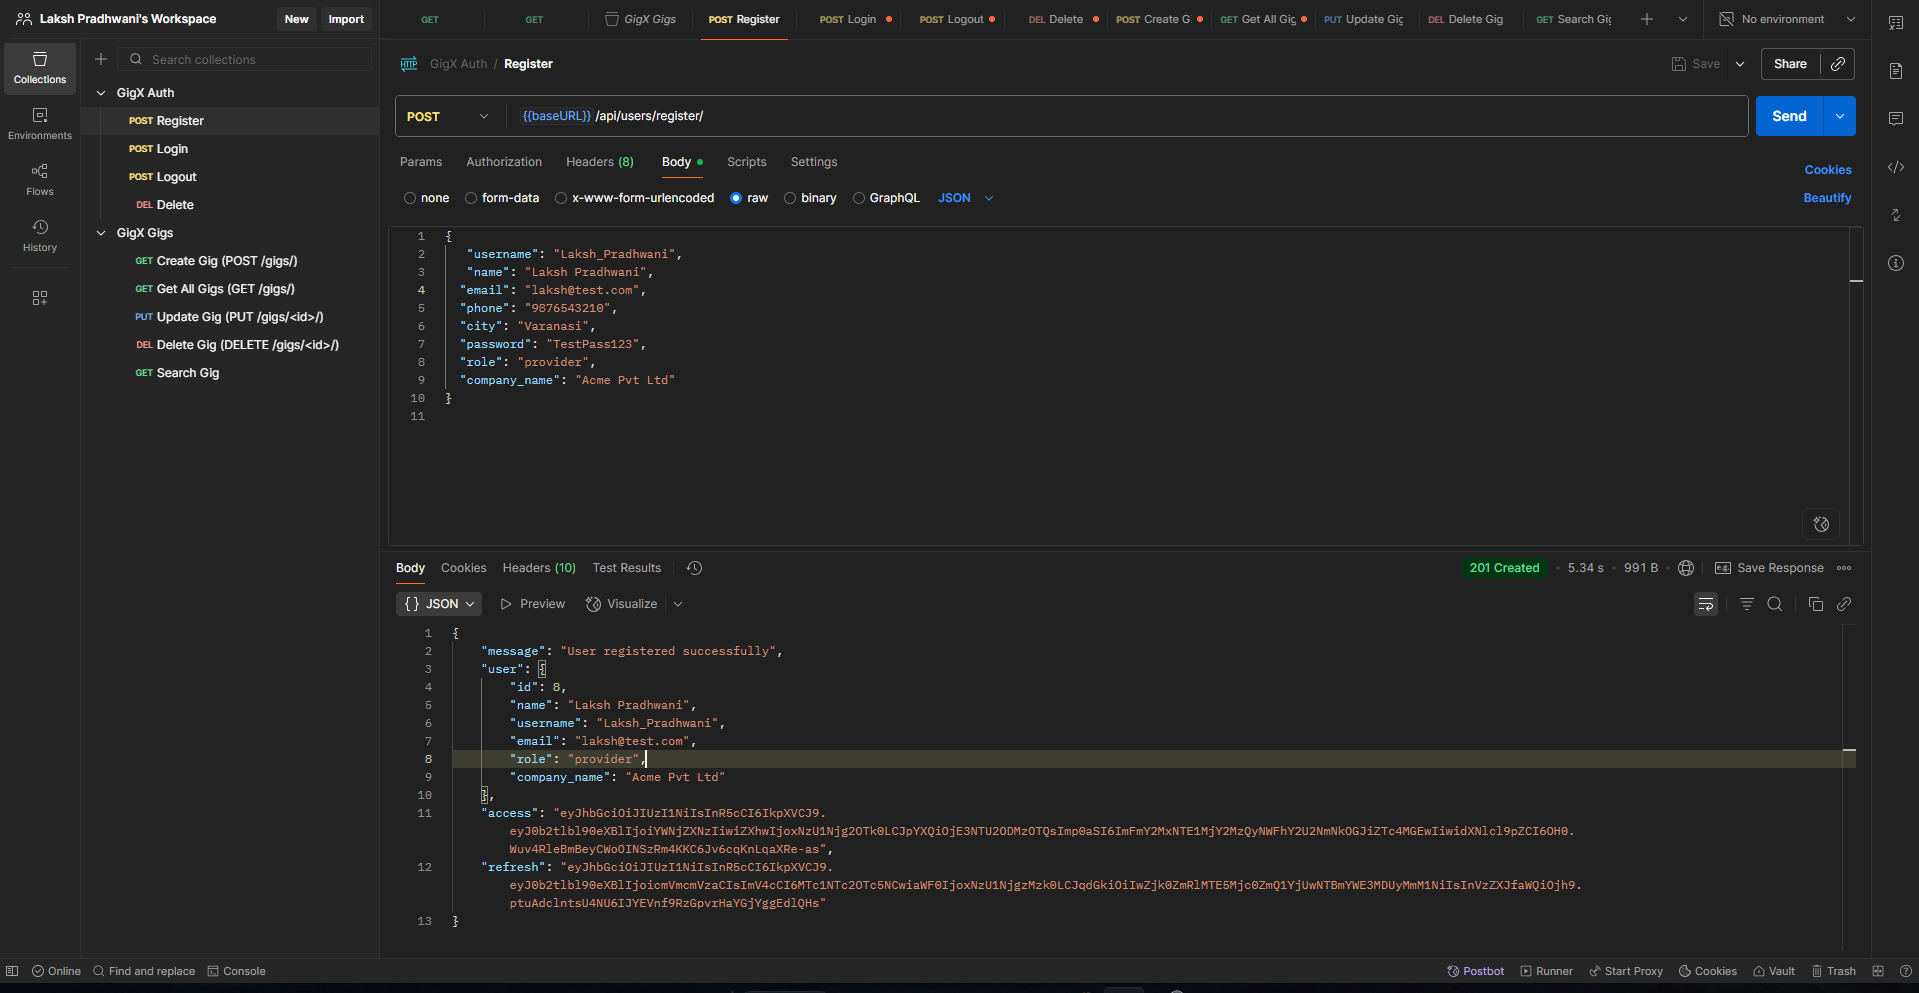 Laksh Pradhwani's Workspace
New
Import
GET
GET
GigX Gigs
POST Register
POST Login
POST Logout
DEL Delete
POST Create G
GET Get All Gig
PUT Update Gig
DEL Delete Gig
GET Search Gig
No environment
Collections
Environments
Flows
History
Search collections
GigX Auth
POST Register
POST Login
POST Logout
DEL Delete
GigX Gigs
GET Create Gig (POST /gigs/)
GET Get All Gigs (GET /gigs/)
PUT Update Gig (PUT /gigs/<id>/)
DEL Delete Gig (DELETE /gigs/<id>/)
GET Search Gig
HTTP GigX Auth / Register
Save
Share
POST
{{baseURL}} /api/users/register/
Send
Params Authorization Headers (8) Body Scripts Settings
Cookies
none form-data x-www-form-urlencoded raw binary GraphQL JSON
Beautify
1 {
2 "username": "Laksh_Pradhwani",
3 "name": "Laksh Pradhwani",
4 "email": "laksh@test.com",
5 "phone": "9876543210",
6 "city": "Varanasi",
7 "password": "TestPass123",
8 "role": "provider",
9 "company_name": "Acme Pvt Ltd"
10 }
11
Body Cookies Headers (10) Test Results
201 Created 5.34 s 991 B e.g. Save Response
{} JSON Preview Visualize
1 {
2 "message": "User registered successfully",
3 "user": {
4 "id": 8,
5 "name": "Laksh Pradhwani",
6 "username": "Laksh_Pradhwani",
7 "email": "laksh@test.com",
8 "role": "provider",
9 "company_name": "Acme Pvt Ltd"
10 },
11 "access": "eyJhbGciOiJIUzI1NiIsInR5cCI6IkpXVCJ9.
eyJ0b2tlbl90eXBlIjoiYWNjZXNzIiwiZXhwIjoxNzU1Njg2OTk0LCJpYXQiOjE3NTU2ODMzOTQsImp0aSI6ImFmY2MxNTE1MjY2MzQyNWFhY2U2NmNkOGJiZTc4MGEwIiwidXNlcl9pZCI6OH0.
Wuv4RleBmBeyCWoOINSzRm4KKC6Jv6cqKnLqaXRe-as",
12 "refresh": "eyJhbGciOiJIUzI1NiIsInR5cCI6IkpXVCJ9.
eyJ0b2tlbl90eXBlIjoicmVmcmVzaCIsImV4cCI6MTc1NTc2OTc5NCwiaWF0IjoxNzU1NjgzMzk0LCJqdGkiOiIwZjk0ZmRlMTE5Mjc0ZmQ1YjUwNTBmYWE3MDUyMmM1NiIsInVzZXJfaWQiOjh9.
ptuAdclntsU4NU6IJYEVnf9RzGpvrHaYGjYggEdlQHs"
13 }
Online
Find and replace
Console
Postbot
Runner
Start Proxy
Cookies
Vault
Trash